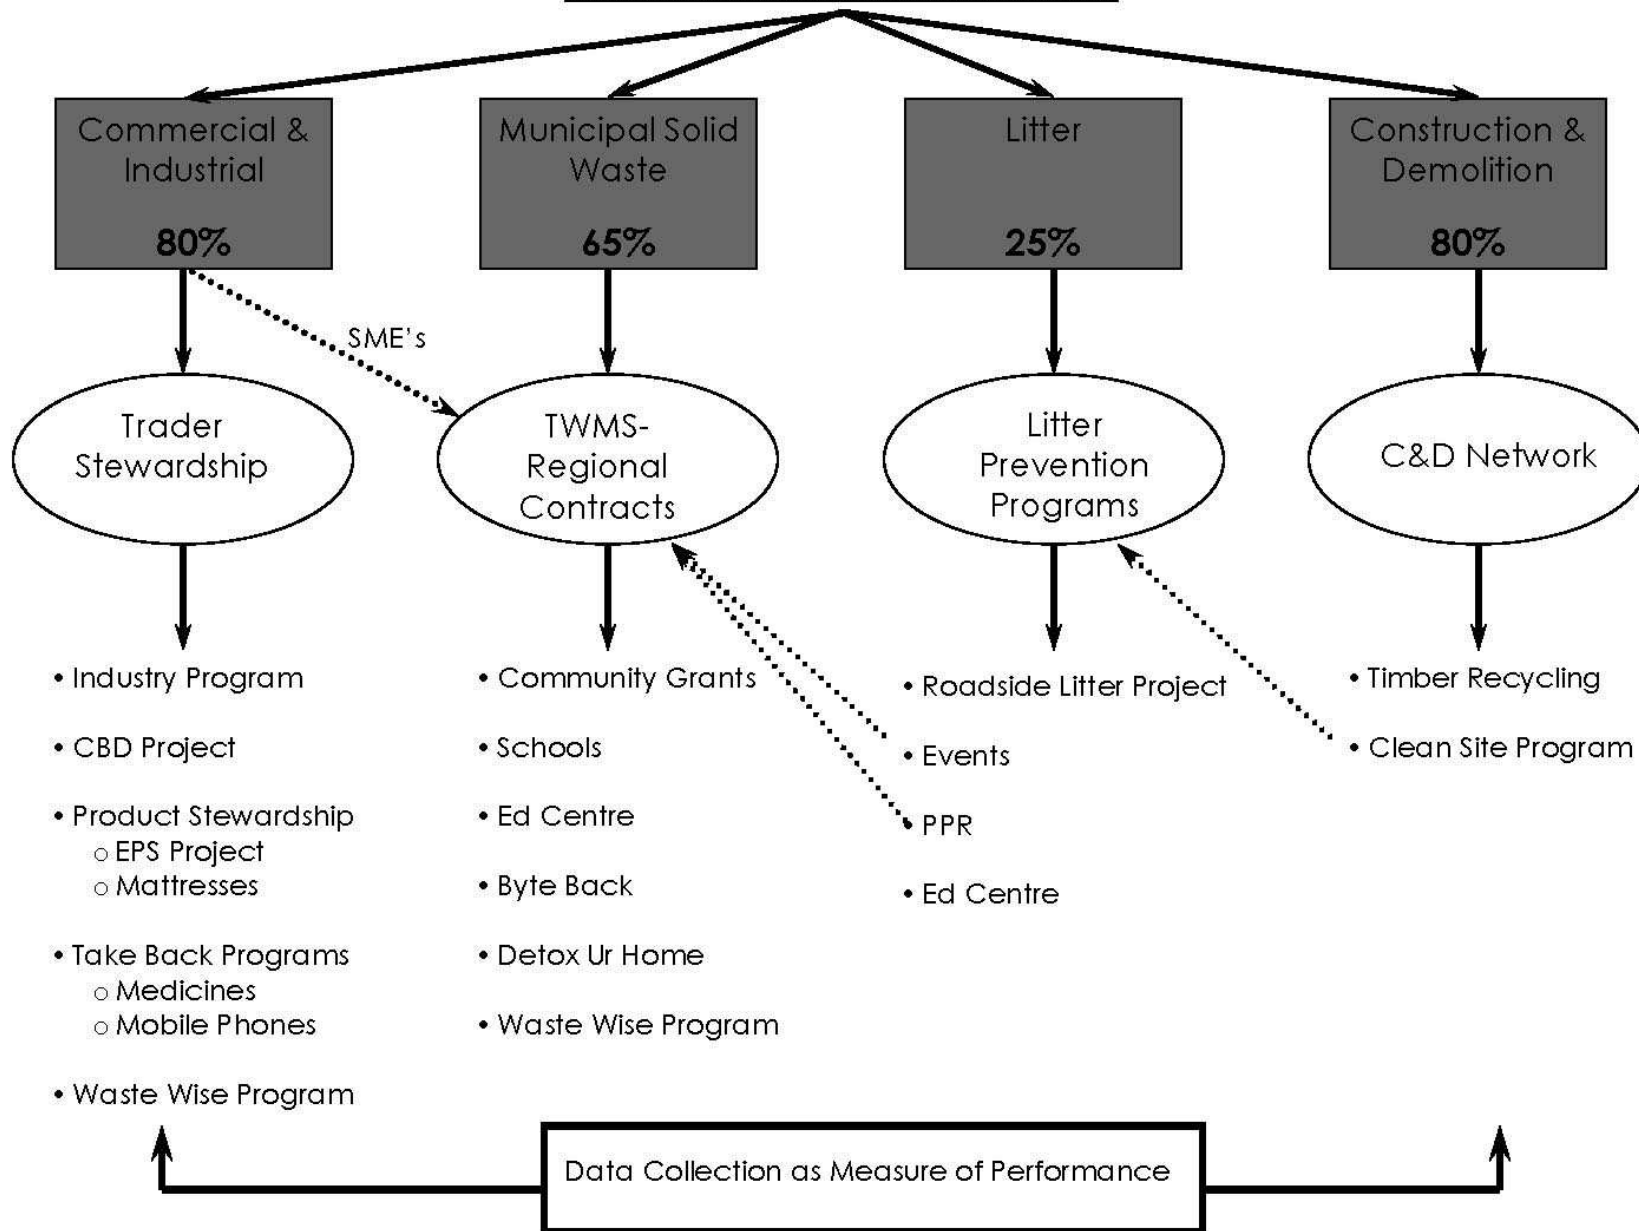 Commercial &
Industrial
80%
Municipal Solid
Waste
65%
Litter
25%
Construction &
Demolition
80%
SME's
Trader
Stewardship
TWMS-
Regional
Contracts
Litter
Prevention
Programs
C&D Network
• Industry Program
• CBD Project
• Product Stewardship
o EPS Project
o Mattresses
• Take Back Programs
o Medicines
o Mobile Phones
• Waste Wise Program
• Community Grants
• Schools
• Ed Centre
• Byte Back
• Detox Ur Home
• Waste Wise Program
• Roadside Litter Project
• Events
• PPR
• Ed Centre
• Timber Recycling
• Clean Site Program
Data Collection as Measure of Performance